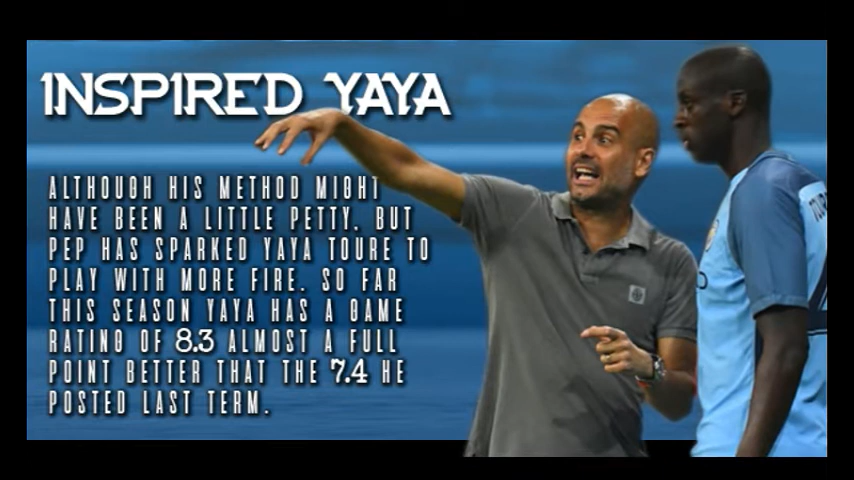 INSPIRED YAYA
ALTHOUGH HIS METHOD MIGHT
HAVE BEEN A LITTLE PETTY, BUT
PEP HAS SPARKED YAYA TOURE TO
PLAY WITH MORE FIRE. SO FAR
THIS SEASON YAYA HAS A GAME
RATING OF 8.3 ALMOST A FULL
POINT BETTER THAT THE 7.4 HE
POSTED LAST TERM.